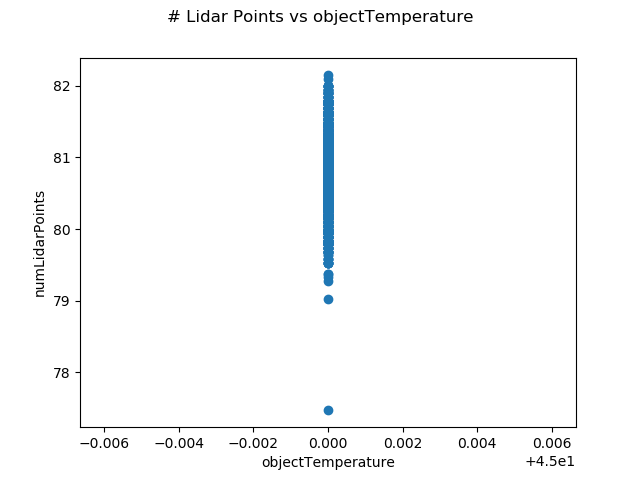 # Lidar Points vs objectTemperature
82
81
80
79
78
numLidarPoints
−0.006 −0.004 −0.002 0.000 0.002 0.004 0.006
objectTemperature
+4.5e1